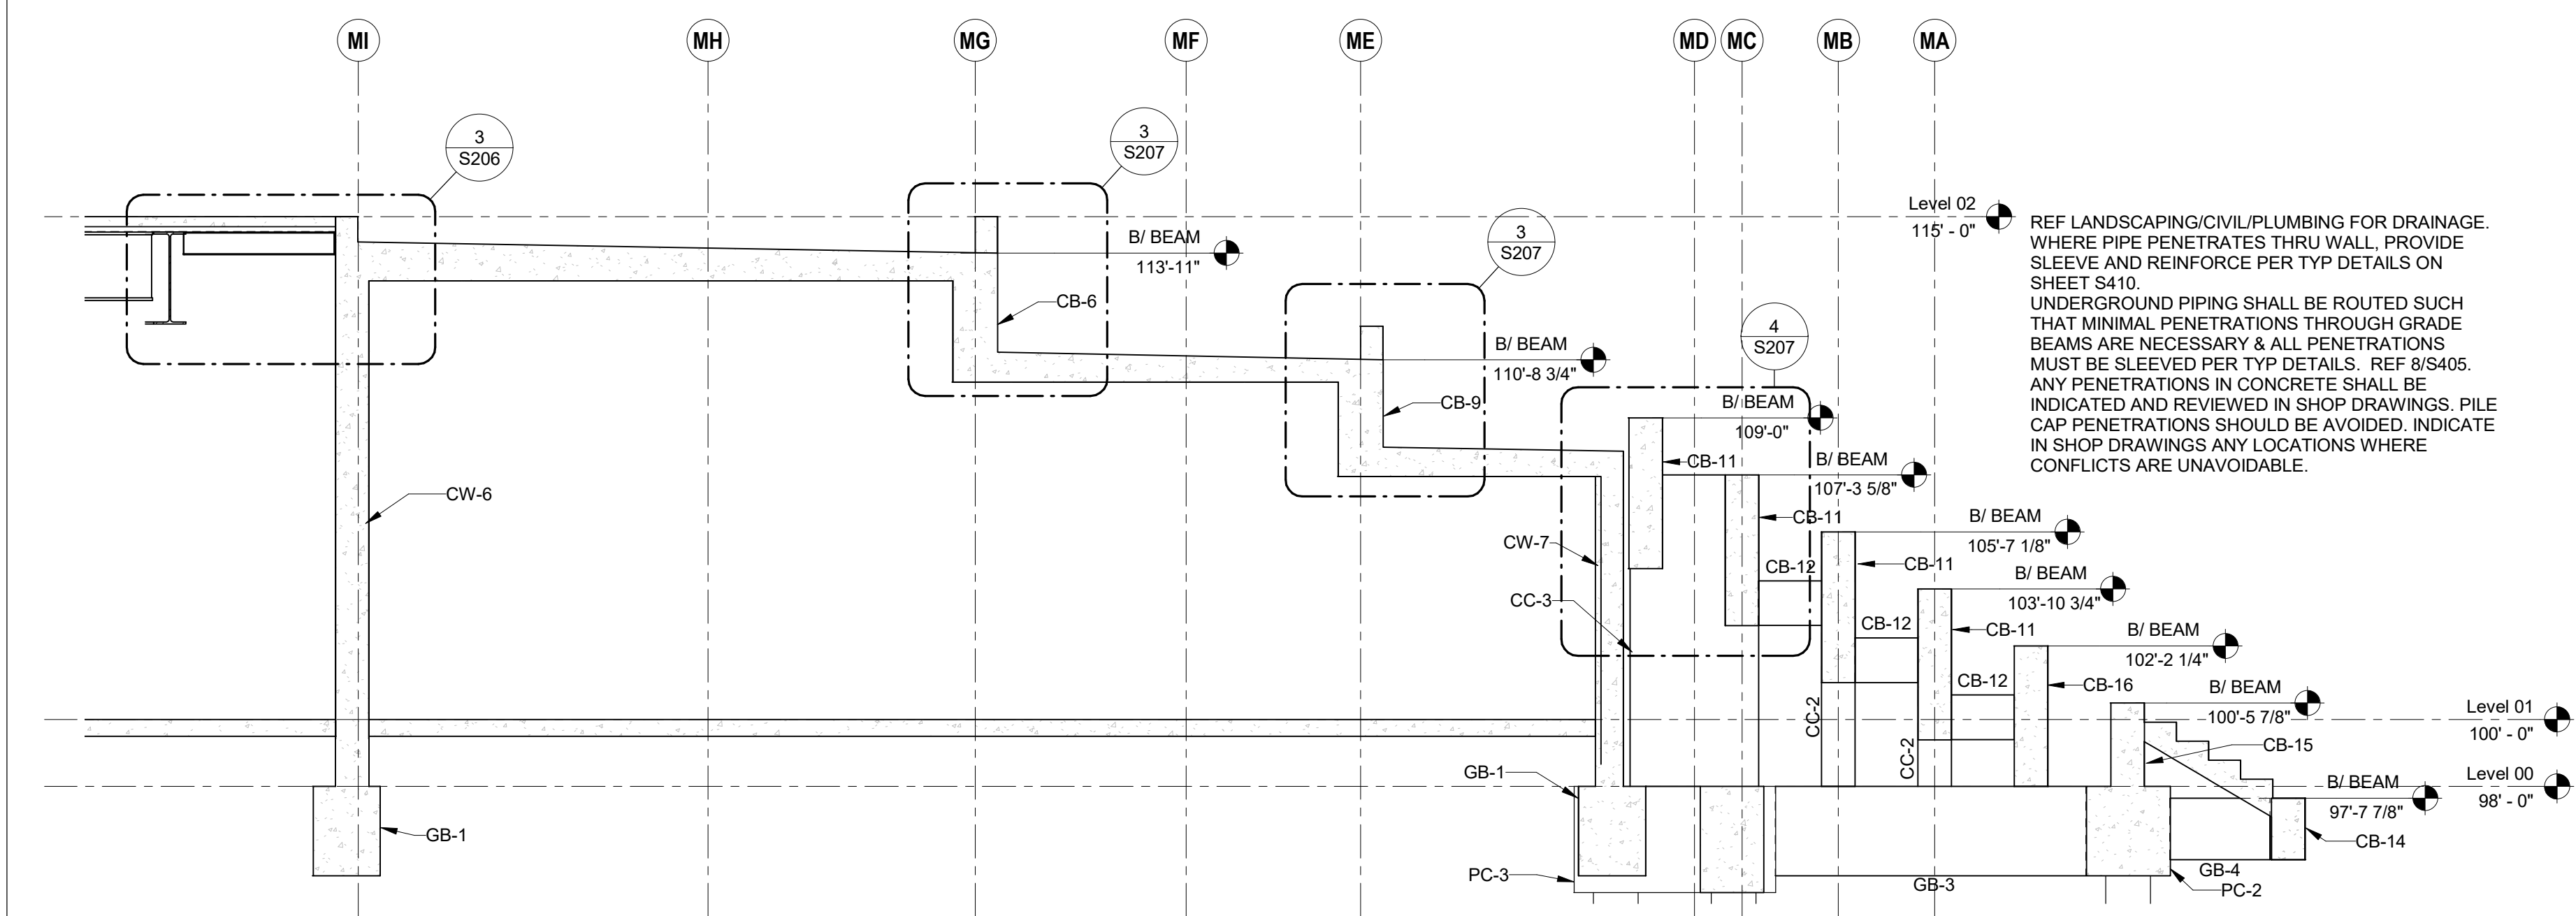 MI
MH
MG
MF
ME
MD
MC
MB
MA
3
S206
3
S207
Level 02
115' - 0"
REF LANDSCAPING/CIVIL/PLUMBING FOR DRAINAGE.
WHERE PIPE PENETRATES THRU WALL, PROVIDE
SLEEVE AND REINFORCE PER TYP DETAILS ON
SHEET S410.
UNDERGROUND PIPING SHALL BE ROUTED SUCH
THAT MINIMAL PENETRATIONS THROUGH GRADE
BEAMS ARE NECESSARY & ALL PENETRATIONS
MUST BE SLEEVED PER TYP DETAILS. REF 8/S405.
ANY PENETRATIONS IN CONCRETE SHALL BE
INDICATED AND REVIEWED IN SHOP DRAWINGS. PILE
CAP PENETRATIONS SHOULD BE AVOIDED. INDICATE
IN SHOP DRAWINGS ANY LOCATIONS WHERE
CONFLICTS ARE UNAVOIDABLE.
B/ BEAM
113'-11"
3
S207
CB-6
4
S207
B/ BEAM
110'-8 3/4"
CB-9
B/ BEAM
109'-0"
CB-11
B/ BEAM
107'-3 5/8"
CW-6
CB-11
B/ BEAM
105'-7 1/8"
CW-7
CB-12
CB-11
B/ BEAM
103'-10 3/4"
CC-3
CB-12
CB-11
B/ BEAM
102'-2 1/4"
CB-12
CB-16
B/ BEAM
100'-5 7/8"
CC-2
CC-2
Level 01
100' - 0"
CB-15
GB-1
B/ BEAM
97'-7 7/8"
Level 00
98' - 0"
GB-1
CB-14
PC-3
GB-3
GB-4
PC-2